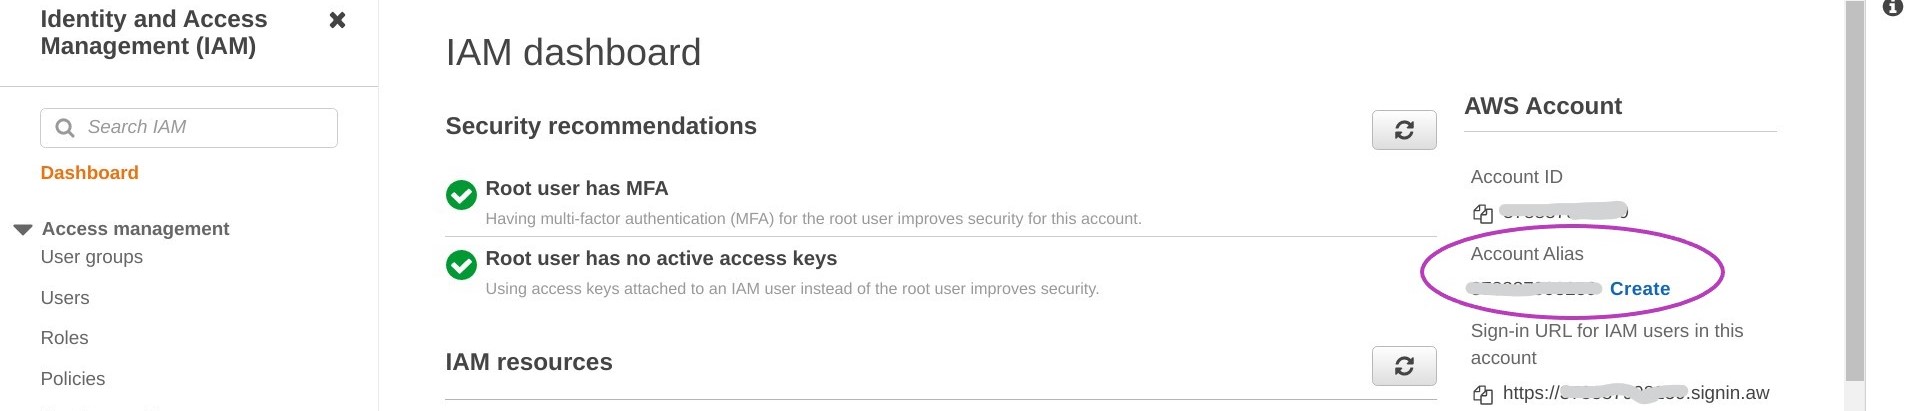 Identity and Access
Management (IAM)
Search IAM
Dashboard
Access management
User groups
Users
Roles
Policies
IAM dashboard
Security recommendations
Root user has MFA
Having multi-factor authentication (MFA) for the root user improves security for this account.
Root user has no active access keys
Using access keys attached to an IAM user instead of the root user improves security.
IAM resources
AWS Account
Account ID
Account Alias
Create
Sign-in URL for IAM users in this
account
https:// .signin.aw